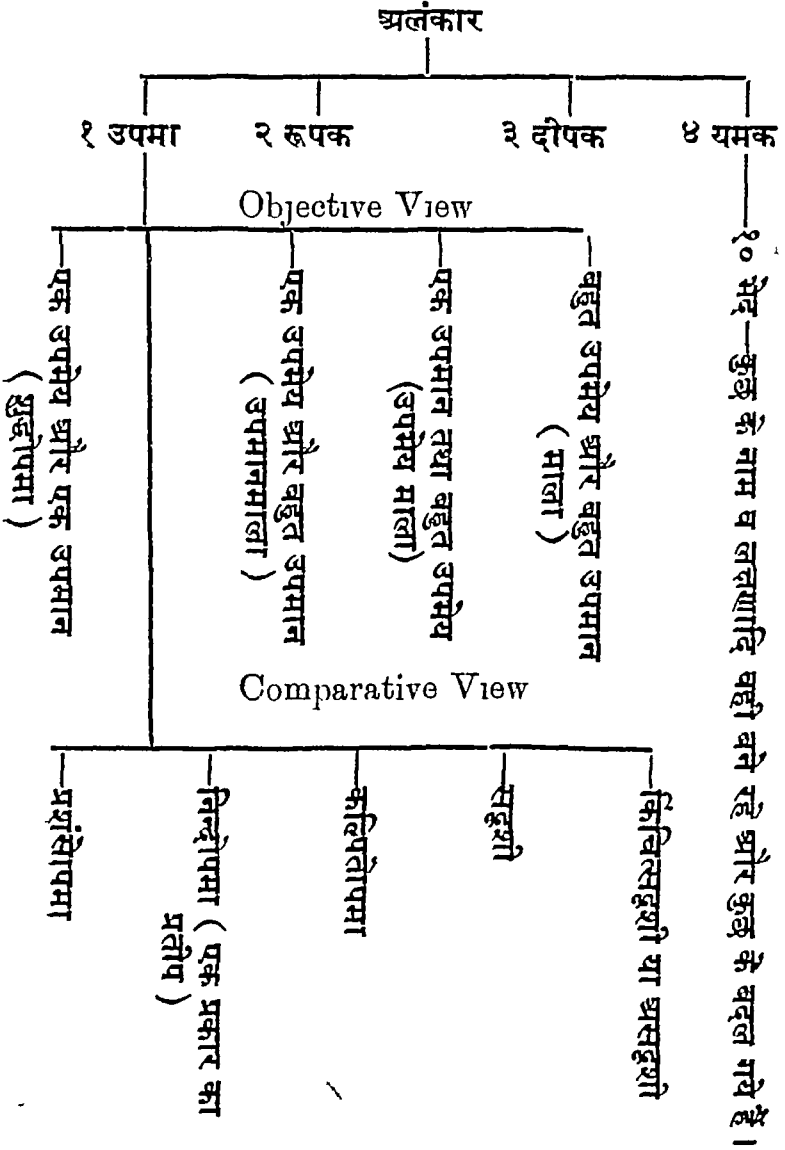 अलंकार
१ उपमा २ रूपक ३ दीपक ४ यमक
Objective View
एक उपमेय और एक उपमान
( शुद्धोपमा )
एक उपमेय और बहुत उपमान
( उपमानमाला )
एक उपमान तथा बहुत उपमेय
(उपमेय माला)
बहुत उपमेय और बहुत उपमान
( माला )
१० भेद—कुछ के नाम व लक्षणादि वही बने रहे और कुछ के बदल गये हैं।
Comparative View
प्रशंसोपमा
निन्दोपमा ( एक प्रकार का
प्रतीप )
कल्पितोपमा
सदृशी
किंचित्सदृशी या असदृशी